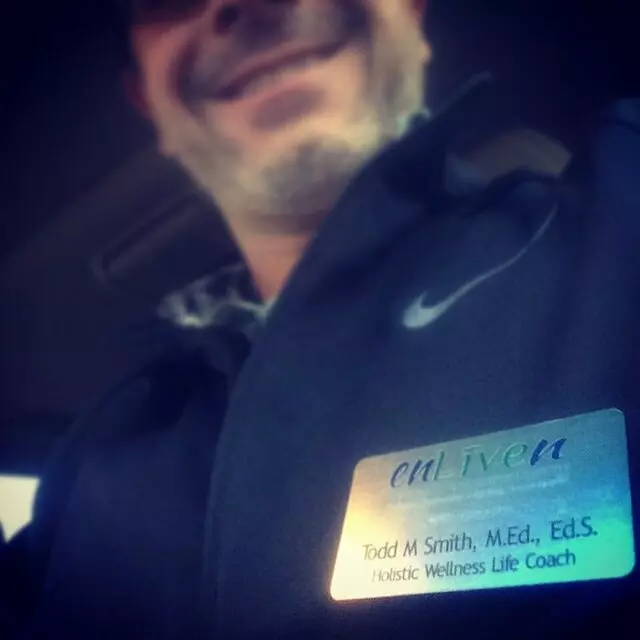 enLiven
Todd M Smith, M.Ed., Ed.S.
Holistic Wellness Life Coach